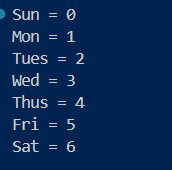 Sun = 0
Mon = 1
Tues = 2
Wed = 3
Thus = 4
Fri = 5
Sat = 6